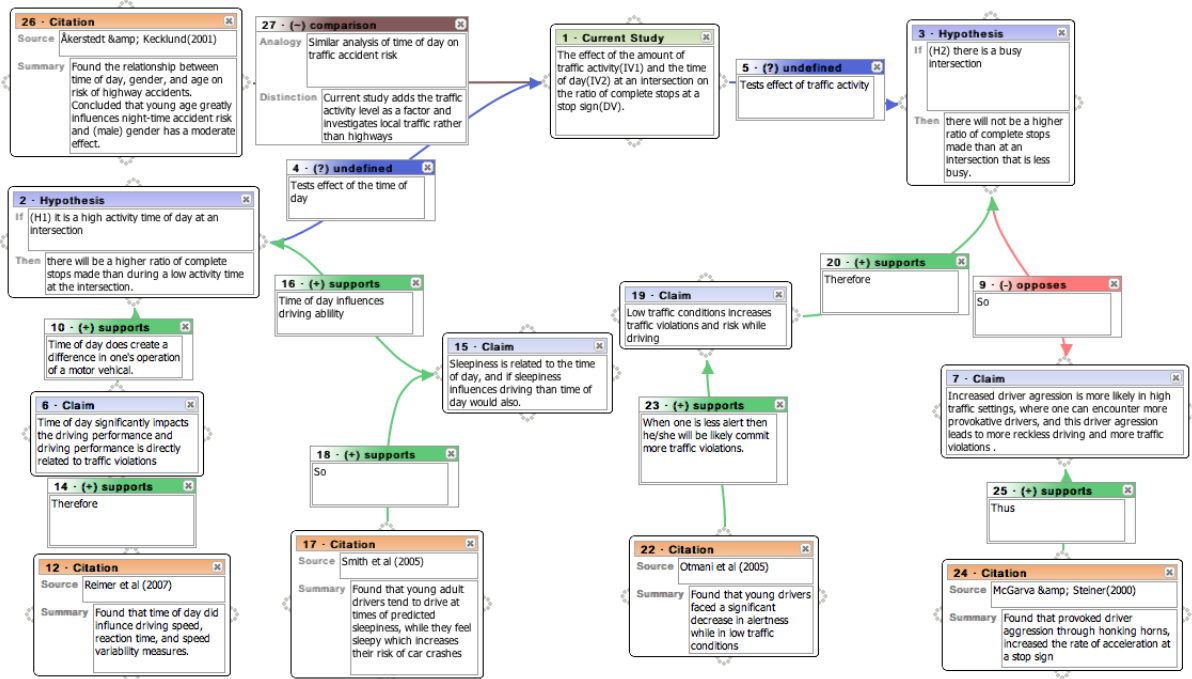 26 · Citation
Source Åkerstedt &amp; Kecklund(2001)
Summary Found the relationship between
time of day, gender, and age on
risk of highway accidents.
Concluded that young age greatly
influences night-time accident risk
and (male) gender has a moderate
effect.
27 · (~) comparison
Analogy Similar analysis of time of day on
traffic accident risk
Distinction Current study adds the traffic
activity level as a factor and
investigates local traffic rather
than highways
1 · Current Study
The effect of the amount of
traffic activity(IV1) and the time
of day(IV2) at an intersection on
the ratio of complete stops at a
stop sign(DV).
5 · (?) undefined
Tests effect of traffic activity
3 · Hypothesis
If (H2) there is a busy
intersection
Then there will not be a higher
ratio of complete stops
made than at an
intersection that is less
busy.
4 · (?) undefined
Tests effect of the time of
day
2 · Hypothesis
If (H1) it is a high activity time of day at an
intersection
Then there will be a higher ratio of complete
stops made than during a low activity time
at the intersection.
16 · (+) supports
Time of day influences
driving ablility
20 · (+) supports
Therefore
9 · (-) opposes
So
19 · Claim
Low traffic conditions increases
traffic violations and risk while
driving
10 · (+) supports
Time of day does create a
difference in one's operation
of a motor vehical.
15 · Claim
Sleepiness is related to the time
of day, and if sleepiness
influences driving than time of
day would also.
7 · Claim
Increased driver agression is more likely in high
traffic settings, where one can encounter more
provokative drivers, and this driver agression
leads to more reckless driving and more traffic
violations .
6 · Claim
Time of day significantly impacts
the driving performance and
driving performance is directly
related to traffic violations
23 · (+) supports
When one is less alert then
he/she will be likely commit
more traffic violations.
18 · (+) supports
So
14 · (+) supports
Therefore
25 · (+) supports
Thus
12 · Citation
Source Reimer et al (2007)
Summary Found that time of day did
influnce driving speed,
reaction time, and speed
variability measures.
17 · Citation
Source Smith et al (2005)
Summary Found that young adult
drivers tend to drive at
times of predicted
sleepiness, while they feel
sleepy which increases
their risk of car crashes
22 · Citation
Source Otmani et al (2005)
Summary Found that young drivers
faced a significant
decrease in alertness
while in low traffic
conditions
24 · Citation
Source McGarva &amp; Steiner(2000)
Summary Found that provoked driver
aggression through honking horns,
increased the rate of acceleration at
a stop sign